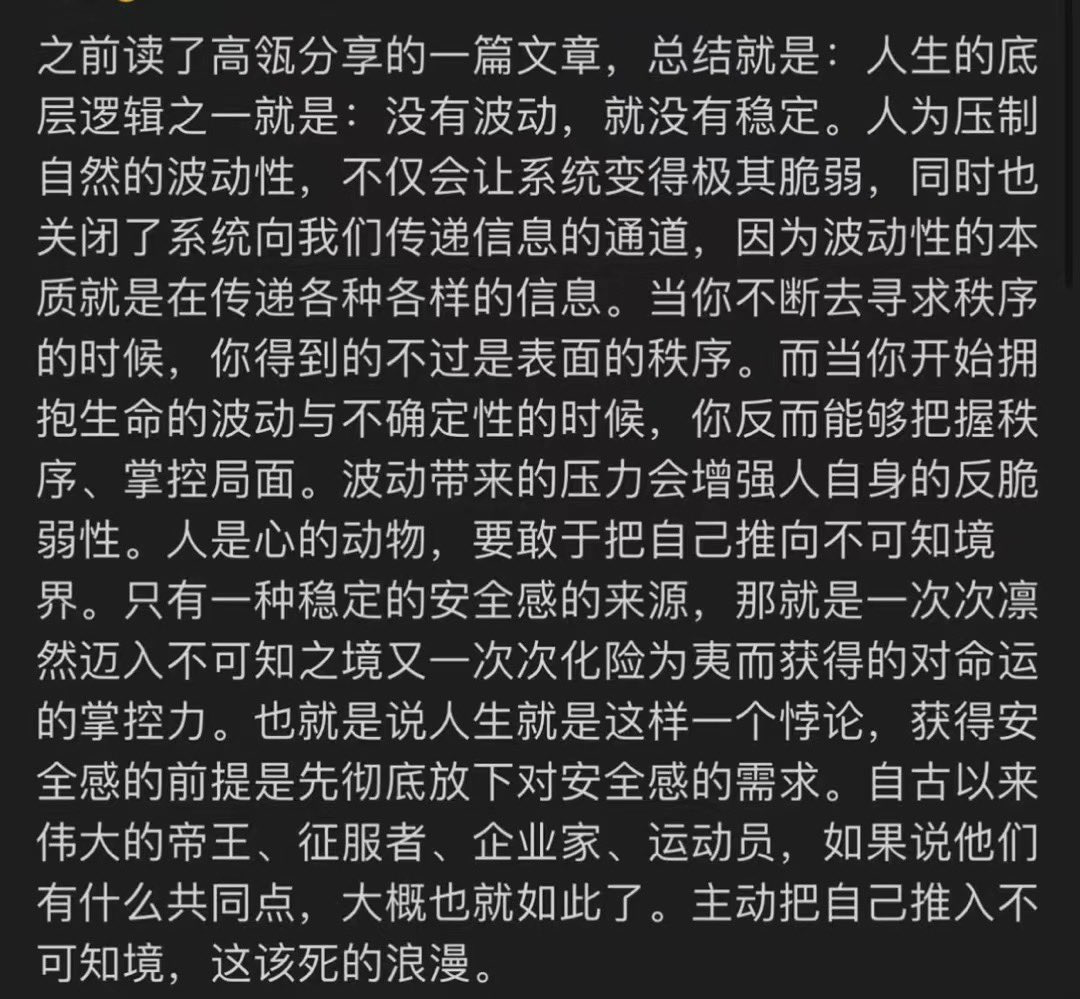 之前读了高瓴分享的一篇文章，总结就是：人生的底
层逻辑之一就是：没有波动，就没有稳定。人为压制
自然的波动性，不仅会让系统变得极其脆弱，同时也
关闭了系统向我们传递信息的通道，因为波动性的本
质就是在传递各种各样的信息。当你不断去寻求秩序
的时候，你得到的不过是表面的秩序。而当你开始拥
抱生命的波动与不确定性的时候，你反而能够把握秩
序、掌控局面。波动带来的压力会增强人自身的反脆
弱性。人是心的动物，要敢于把自己推向不可知境
界。只有一种稳定的安全感的来源，那就是一次次凛
然迈入不可知之境又一次次化险为夷而获得的对命运
的掌控力。也就是说人生就是这样一个悖论，获得安
全感的前提是先彻底放下对安全感的需求。自古以来
伟大的帝王、征服者、企业家、运动员，如果说他们
有什么共同点，大概也就如此了。主动把自己推入不
可知境，这该死的浪漫。